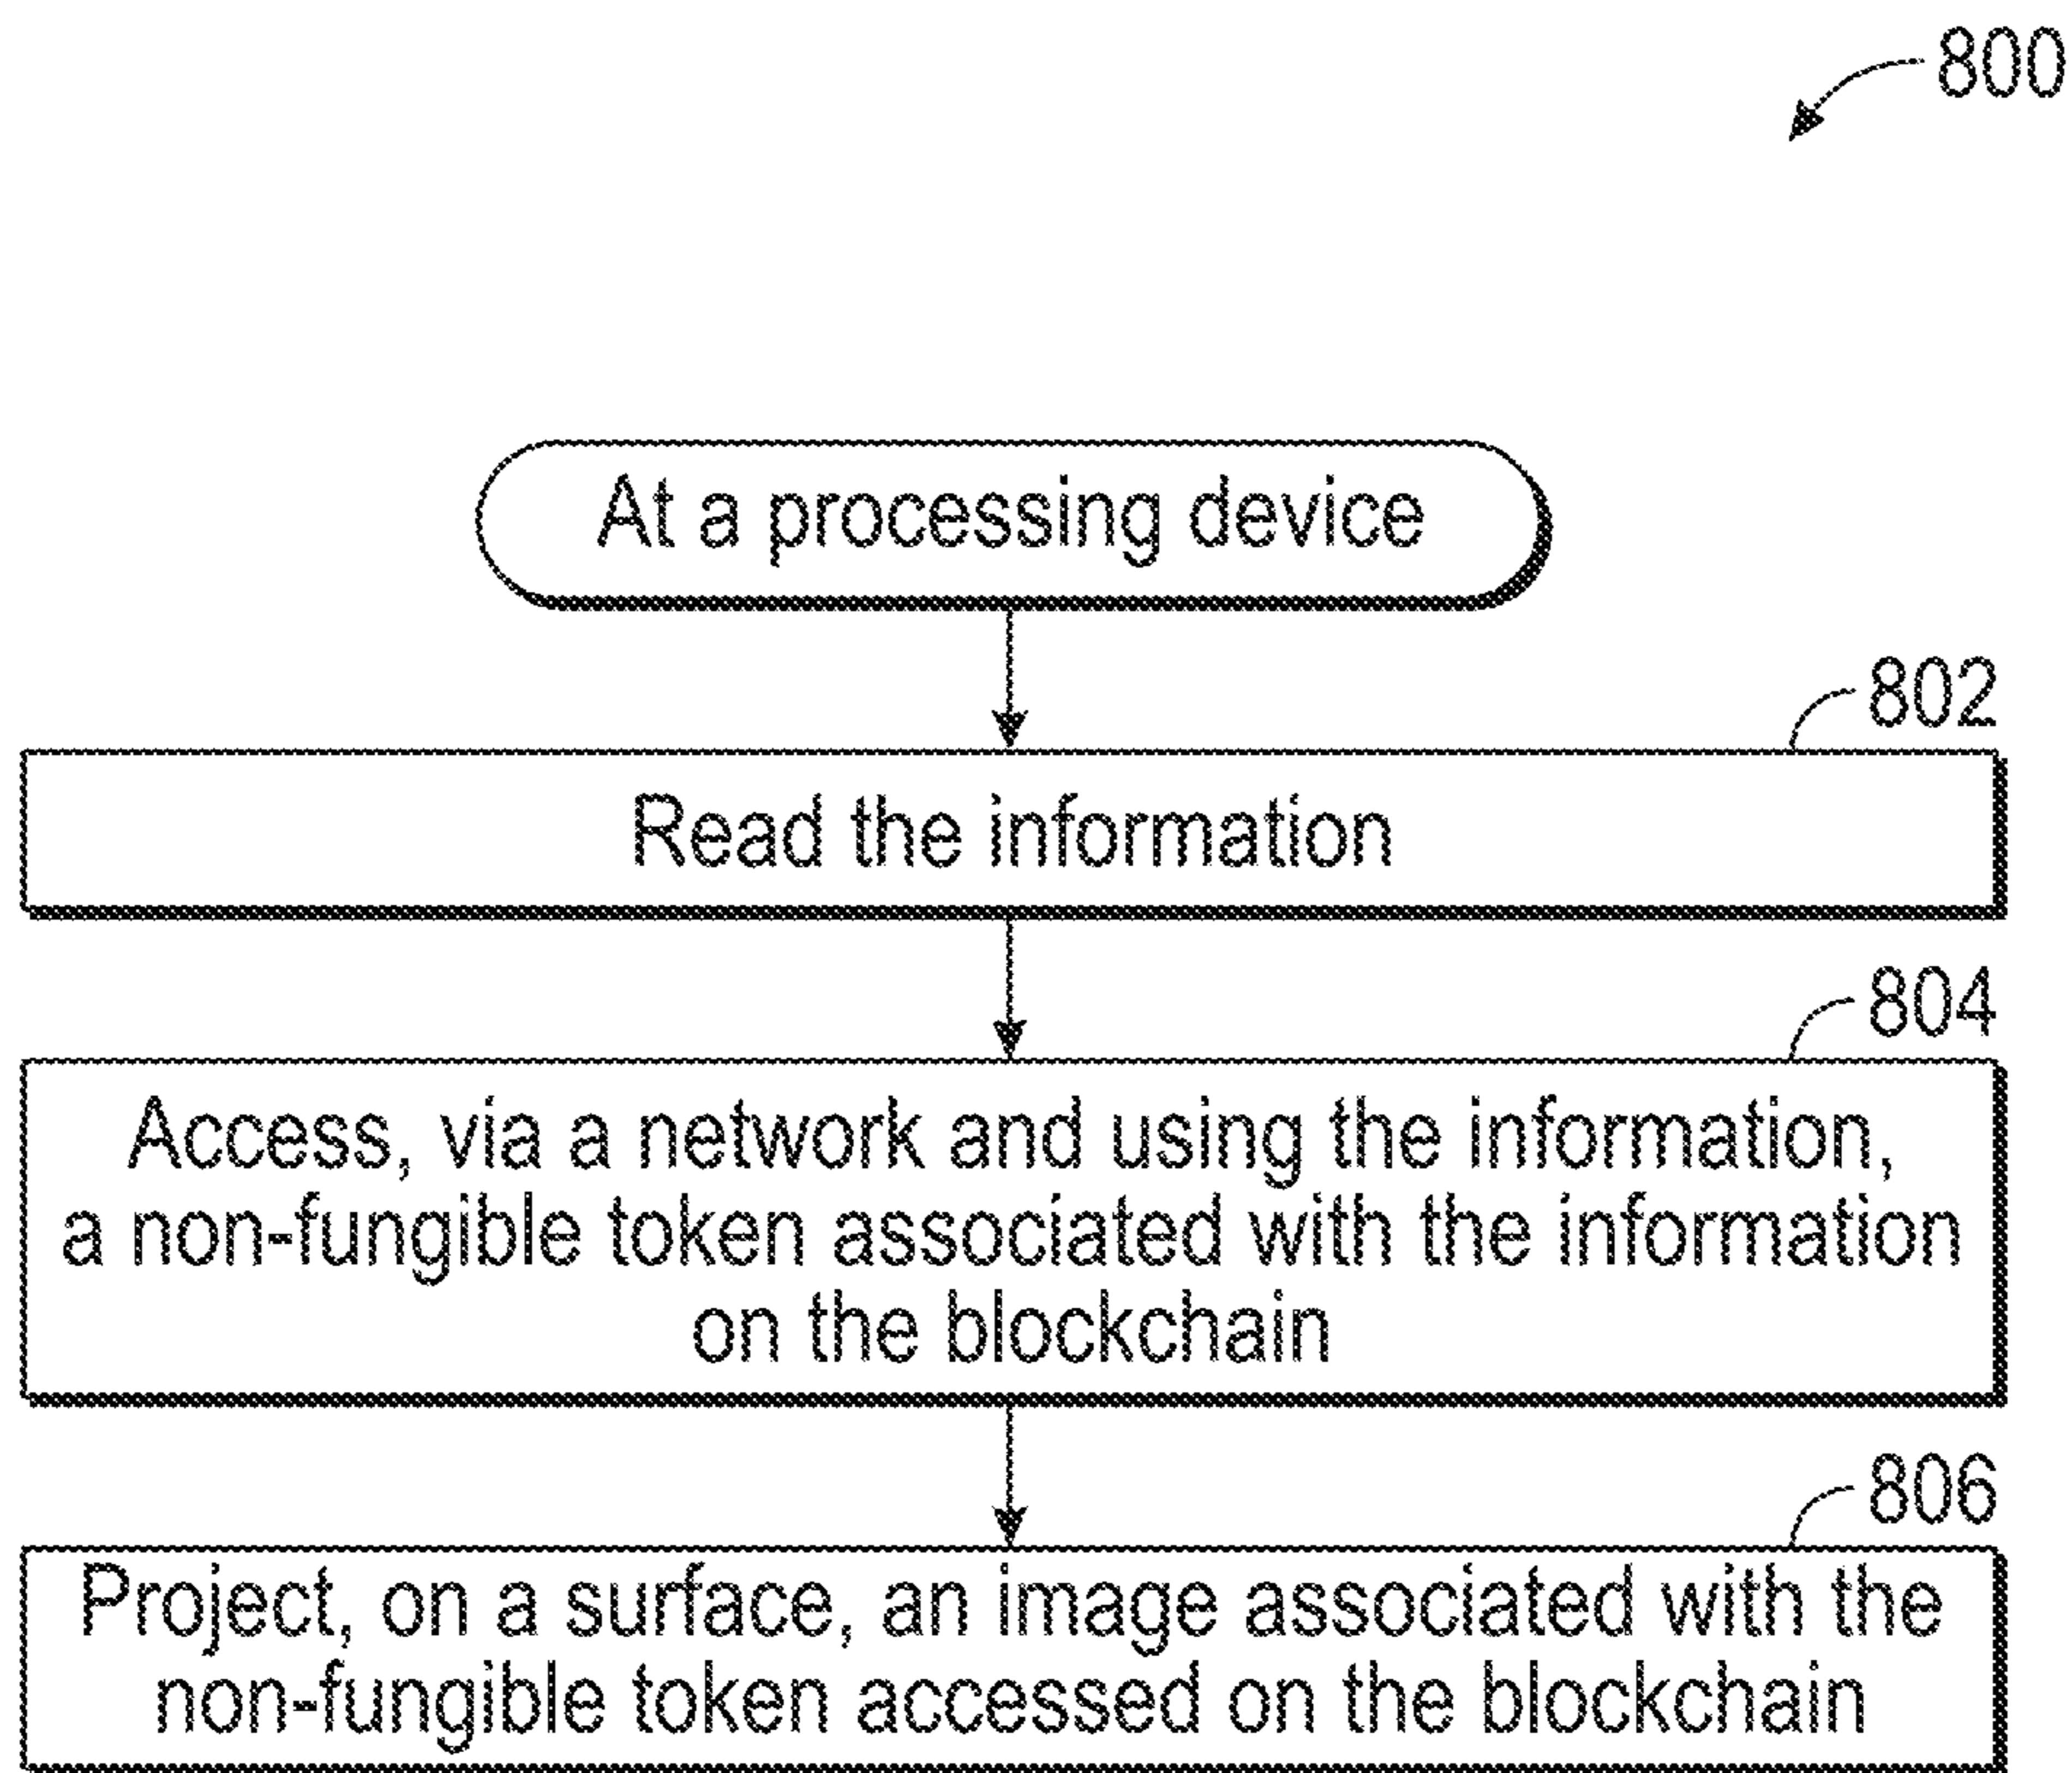 800
At a processing device
802
Read the information
804
Access, via a network and using the information,
a non-fungible token associated with the information
on the blockchain
806
Project, on a surface, an image associated with the
non-fungible token accessed on the blockchain